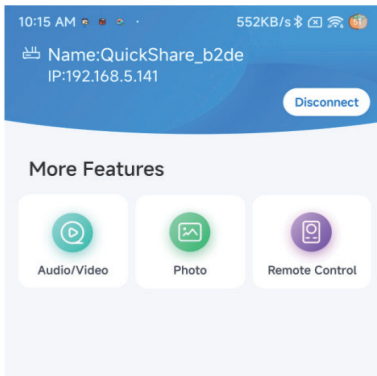 10:15 AM 552KB/s 51
Name:QuickShare_b2de
IP:192.168.5.141
Disconnect
More Features
Audio/Video Photo Remote Control